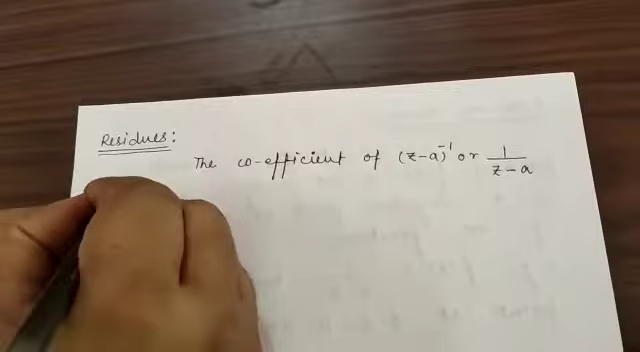 Residues:
The co-efficient of (z-a)⁻¹ or 1/(z-a)